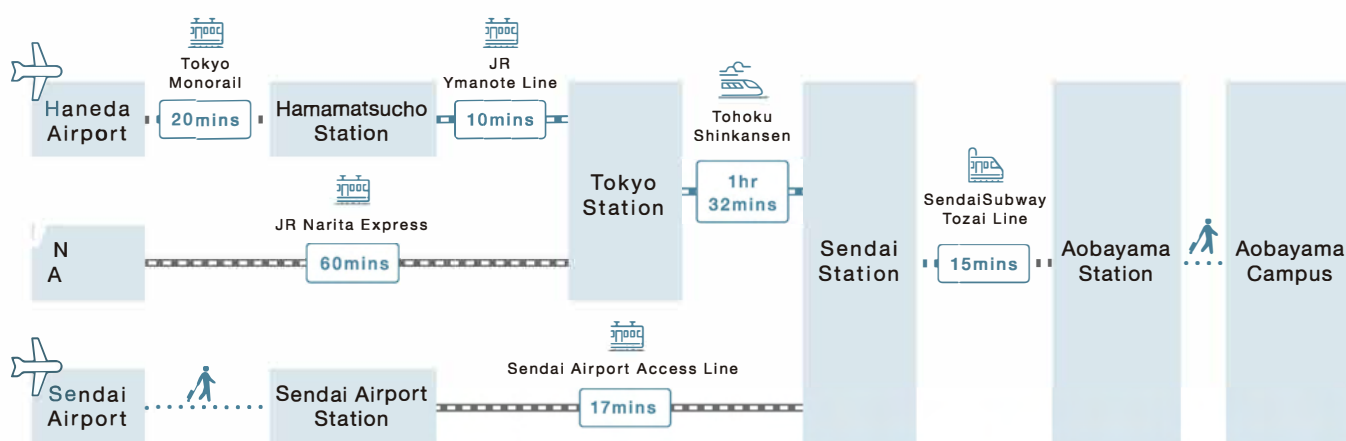 Tokyo
Monorail
JR
Ymanote Line
Haneda
Airport
20mins
Hamamatsucho
Station
10mins
Tohoku
Shinkansen
Tokyo
Station
1hr
32mins
SendaiSubway
Tozai Line
JR Narita Express
N
A
60mins
Sendai
Station
15mins
Aobayama
Station
Aobayama
Campus
Sendai Airport Access Line
Sendai
Airport
Sendai Airport
Station
17mins